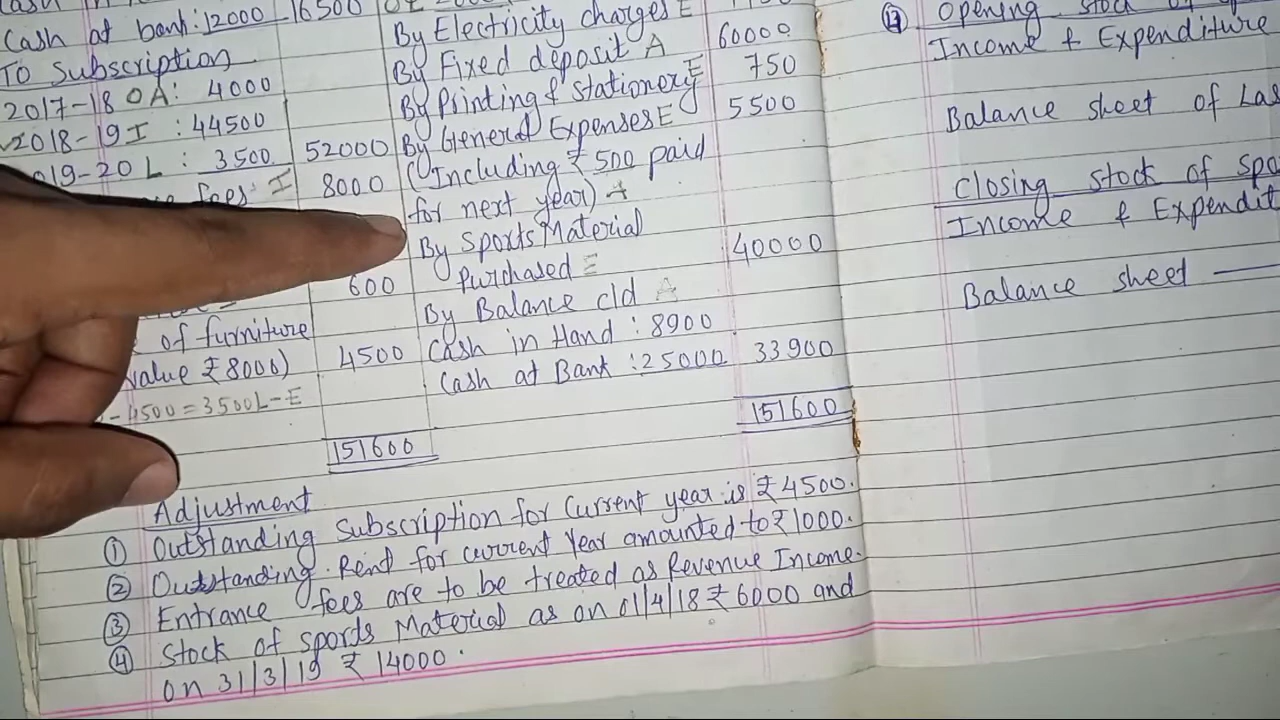 Cash at bank: 12000 16500
By Electricity charges E
To Subscription
By Fixed deposit A 60000
2017-18 OA: 4000
By Printing & stationery E 750
2018-19 I : 44500
By General Expenses E 5500
019-20 L : 3500 52000
(Including ₹ 500 paid
fees: I 8000
for next year) A
By Sports Material
Purchased E 40000
600
By Balance c/d A
of furniture
Cash in Hand : 8900
value ₹ 8000) 4500
Cash at Bank : 25000 33900
- 4500 = 3500 L-E
151600
151600
Adjustment
① Outstanding Subscription for Current year is ₹ 4500.
② Outstanding Rent for current Year amounted to ₹ 1000.
③ Entrance fees are to be treated as Revenue Income.
④ Stock of sports Material as on 01/4/18 ₹ 6000 and
on 31/3/19 ₹ 14000.
Opening stock of
Income & Expenditure
Balance sheet of Las
Closing stock of Spo
Income & Expendit
Balance sheet —